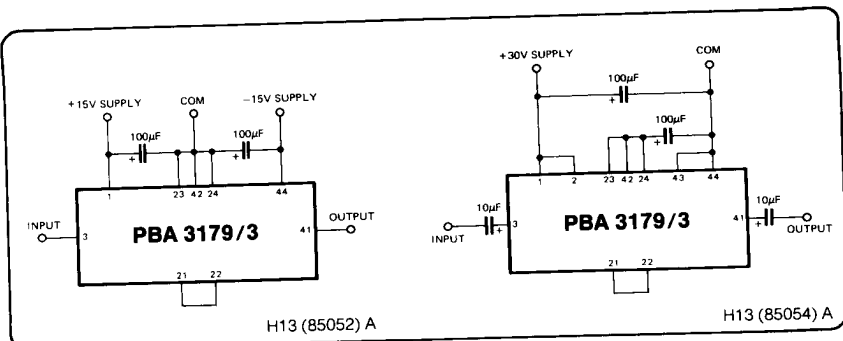 +15V SUPPLY
COM
−15V SUPPLY
100µF
+
100µF
+
1
23
42
24
44
INPUT
3
PBA 3179/3
41
OUTPUT
21
22
H13 (85052) A
+30V SUPPLY
COM
100µF
+
100µF
+
1
2
23
42
24
43
44
10µF
+
INPUT
3
PBA 3179/3
41
10µF
+
OUTPUT
21
22
H13 (85054) A